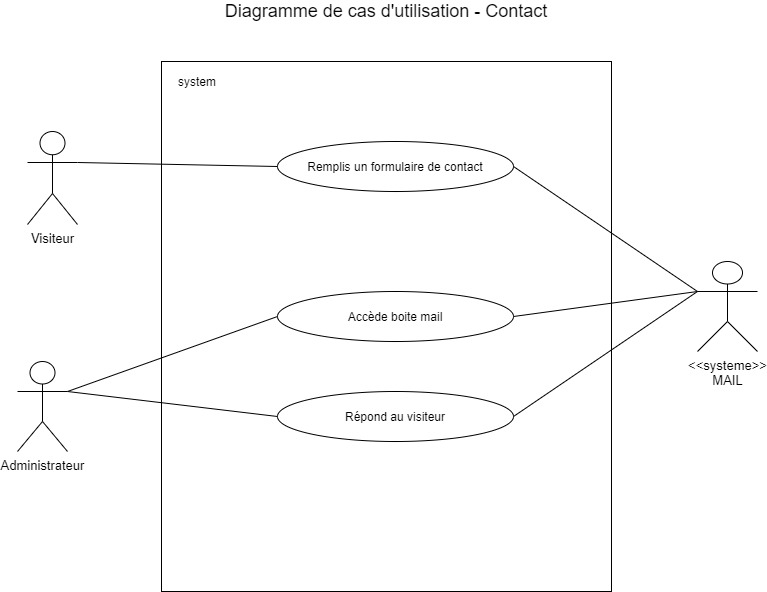 Diagramme de cas d'utilisation - Contact
system
Remplis un formulaire de contact
Visiteur
Accède boite mail
<<systeme>>
MAIL
Répond au visiteur
Administrateur